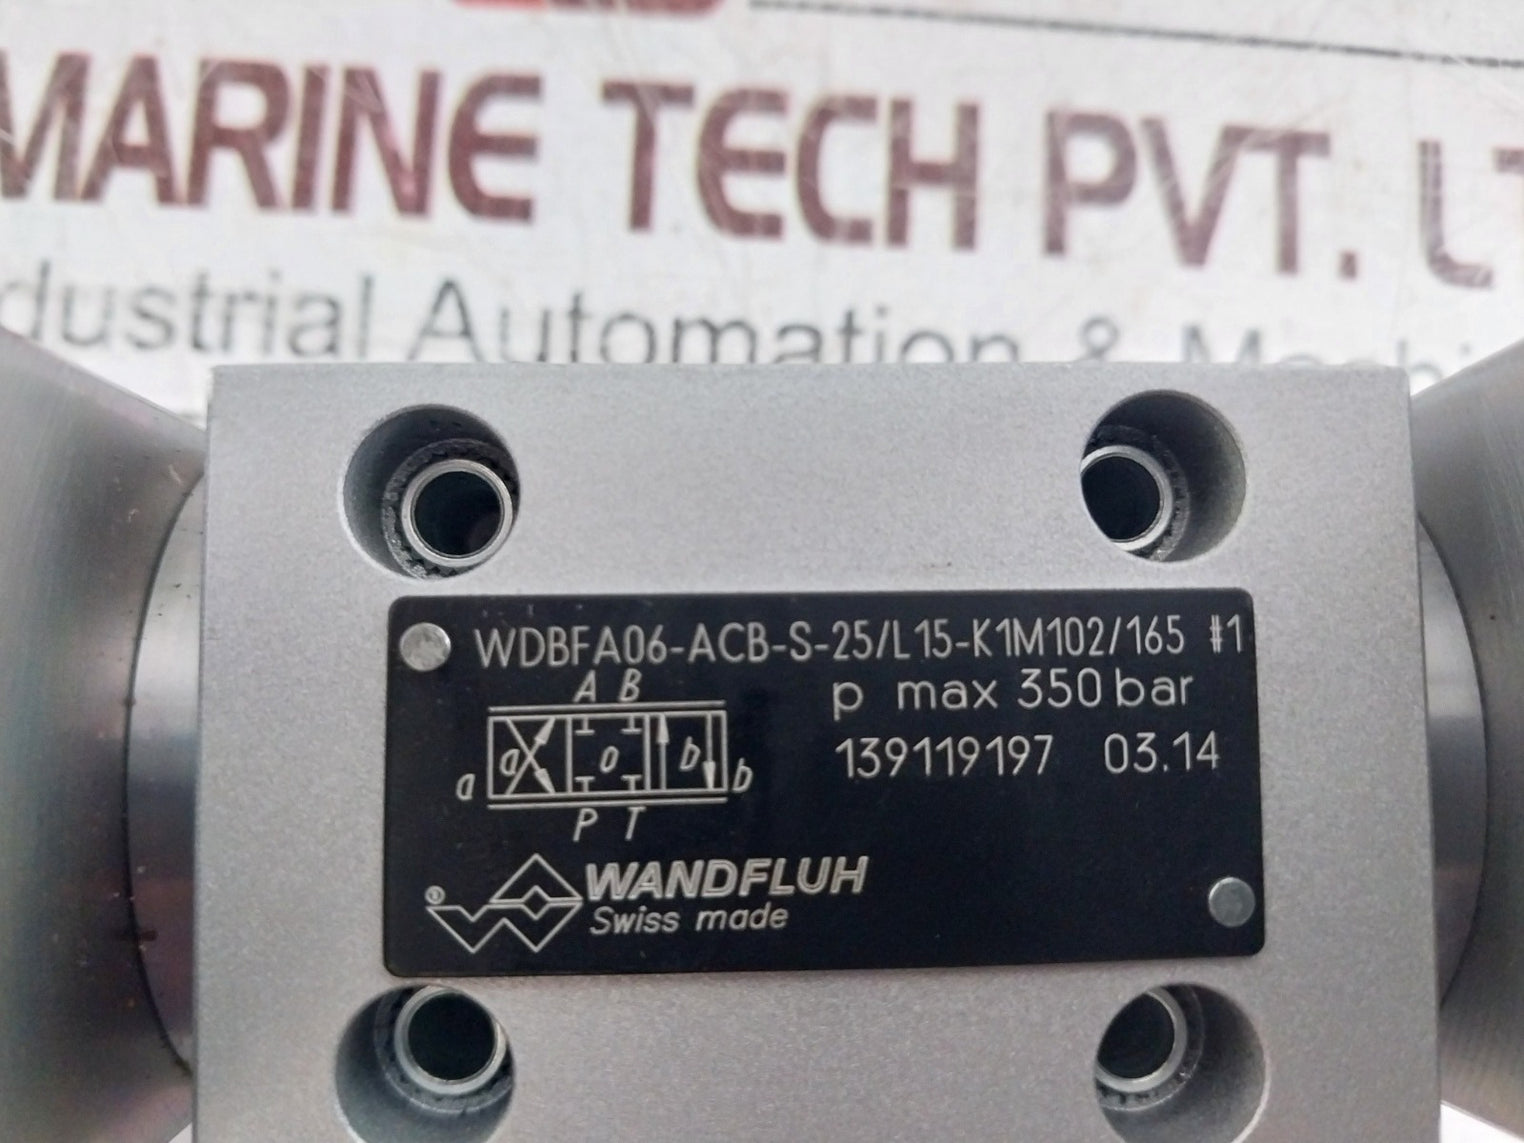 MARINE TECH PVT. LT
dustrial Automation &
WDBFA06-ACB-S-25/L15-K1M102/165 #1
A B
p max 350 bar
a a o b b
139119197 03.14
P T
® WANDFLUH
Swiss made